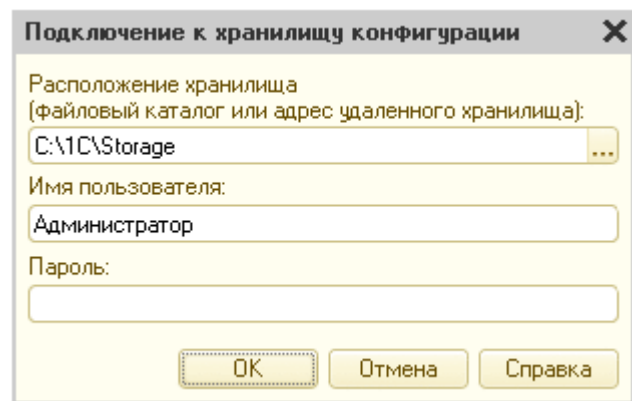 Подключение к хранилищу конфигурации
Расположение хранилища
(файловый каталог или адрес удаленного хранилища):
C:\1C\Storage
...
Имя пользователя:
Администратор
Пароль:
OK
Отмена
Справка